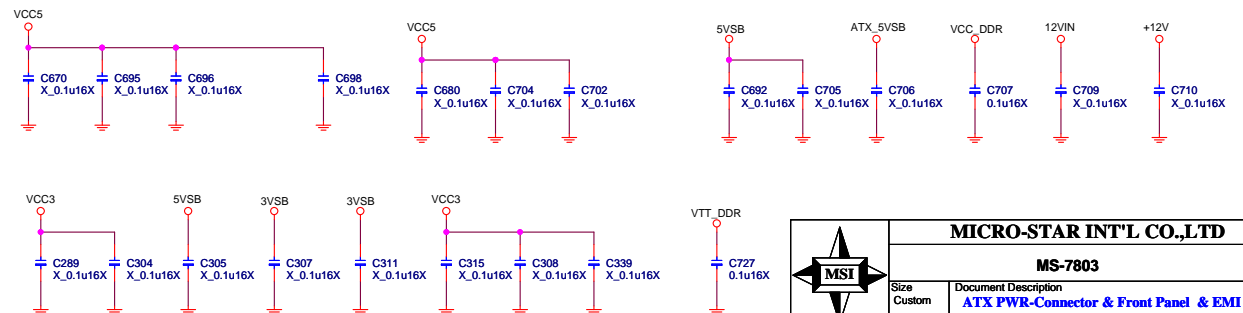 VCC5
C670
X_0.1u16X
C695
X_0.1u16X
C696
X_0.1u16X
C698
X_0.1u16X
VCC5
C680
X_0.1u16X
C704
X_0.1u16X
C702
X_0.1u16X
5VSB
C692
X_0.1u16X
C705
X_0.1u16X
ATX_5VSB
C706
X_0.1u16X
VCC_DDR
C707
0.1u16X
12VIN
C709
X_0.1u16X
+12V
C710
X_0.1u16X
VCC3
C289
X_0.1u16X
C304
X_0.1u16X
5VSB
C305
X_0.1u16X
3VSB
C307
X_0.1u16X
3VSB
C311
X_0.1u16X
VCC3
C315
X_0.1u16X
C308
X_0.1u16X
C339
X_0.1u16X
VTT_DDR
C727
0.1u16X
MSI
MICRO-STAR INT'L CO.,LTD
MS-7803
Size
Custom
Document Description
ATX PWR-Connector & Front Panel & EMI